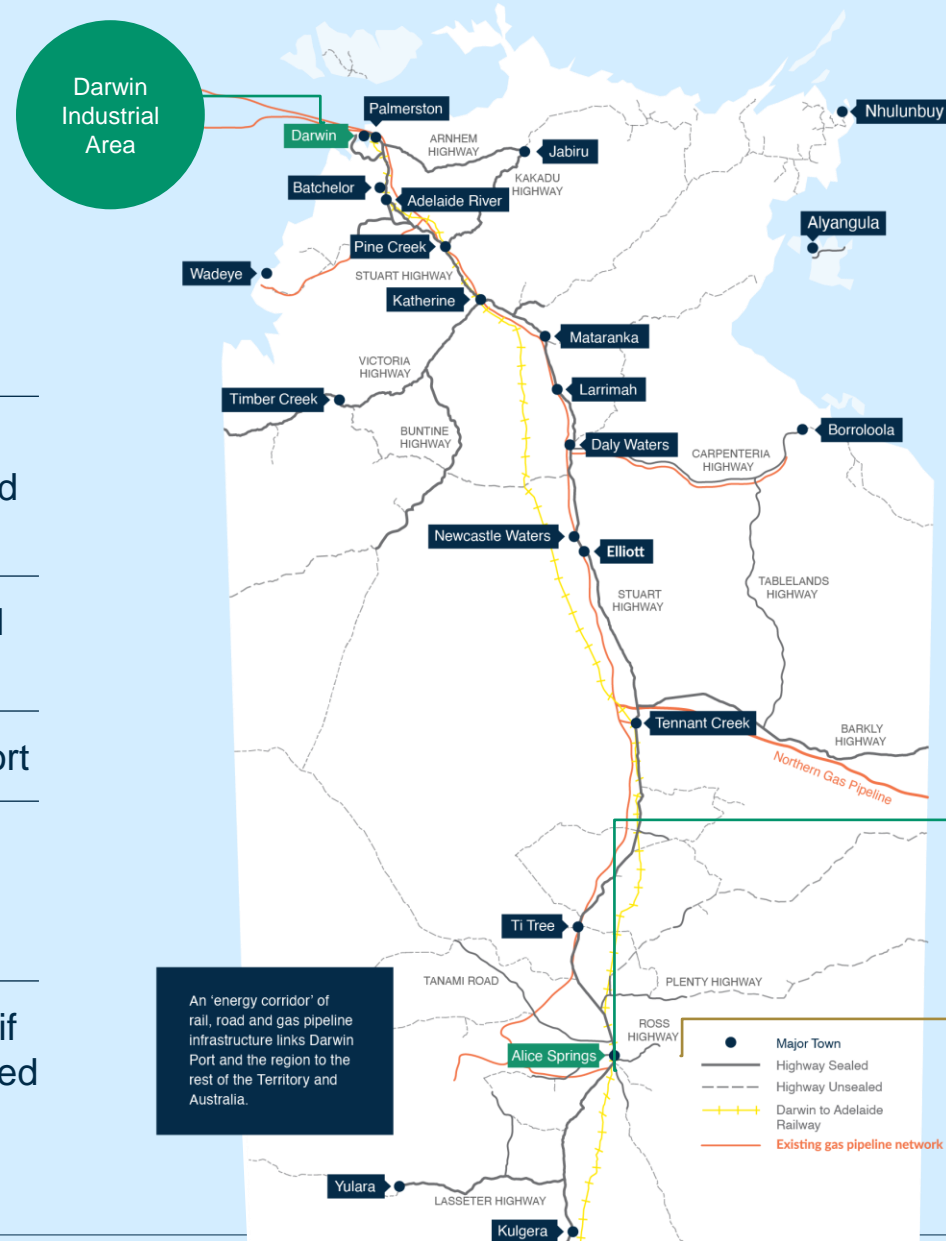 Darwin
Industrial
Area
Palmerston
Nhulunbuy
Darwin
ARNHEM
HIGHWAY
Jabiru
KAKADU
HIGHWAY
Batchelor
Adelaide River
Alyangula
Pine Creek
Wadeye
STUART HIGHWAY
Katherine
Mataranka
VICTORIA
HIGHWAY
Larrimah
Timber Creek
BUNTINE
HIGHWAY
Borroloola
Daly Waters
CARPENTERIA
HIGHWAY
d
Newcastle Waters
Elliott
STUART
HIGHWAY
TABLELANDS
HIGHWAY
Tennant Creek
BARKLY
HIGHWAY
ort
Northern Gas Pipeline
Ti Tree
TANAMI ROAD
PLENTY HIGHWAY
An ‘energy corridor’ of
rail, road and gas pipeline
infrastructure links Darwin
Port and the region to the
rest of the Territory and
Australia.
if
ed
ROSS
HIGHWAY
Alice Springs
Major Town
Highway Sealed
Highway Unsealed
Darwin to Adelaide
Railway
Existing gas pipeline network
Yulara
LASSETER HIGHWAY
Kulgera